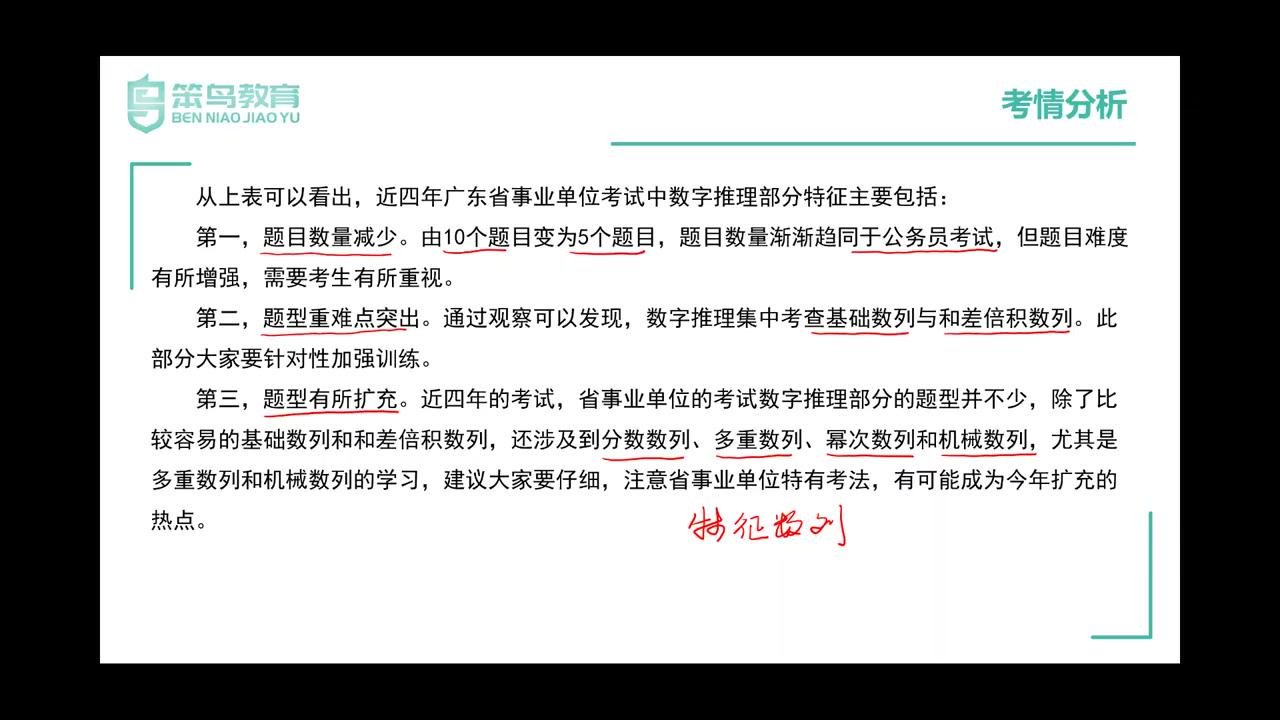 笨鸟教育
BEN NIAO JIAO YU
考情分析
从上表可以看出，近四年广东省事业单位考试中数字推理部分特征主要包括：
第一，题目数量减少。由10个题目变为5个题目，题目数量渐渐趋同于公务员考试，但题目难度
有所增强，需要考生有所重视。
第二，题型重难点突出。通过观察可以发现，数字推理集中考查基础数列与和差倍积数列。此
部分大家要针对性加强训练。
第三，题型有所扩充。近四年的考试，省事业单位的考试数字推理部分的题型并不少，除了比
较容易的基础数列和和差倍积数列，还涉及到分数数列、多重数列、幂次数列和机械数列，尤其是
多重数列和机械数列的学习，建议大家要仔细，注意省事业单位特有考法，有可能成为今年扩充的
热点。
特征数列